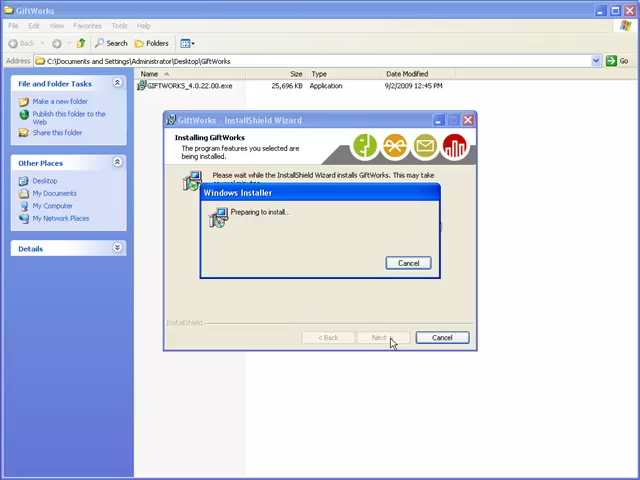 GiftWorks
File Edit View Favorites Tools Help
Back Search Folders
Address C:\Documents and Settings\Administrator\Desktop\GiftWorks Go
Name Size Type Date Modified
GIFTWORKS_4.0.22.00.exe 25,696 KB Application 9/2/2009 12:45 PM
File and Folder Tasks
Make a new folder
Publish this folder to the
Web
Share this folder
Other Places
Desktop
My Documents
My Computer
My Network Places
Details
GiftWorks - InstallShield Wizard
Installing GiftWorks
The program features you selected are
being installed.
Please wait while the InstallShield Wizard installs GiftWorks. This may take
Windows Installer
Preparing to install...
Cancel
InstallShield
< Back Next Cancel